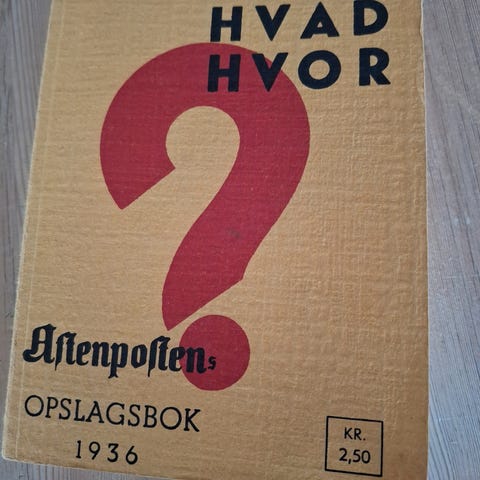 HVAD
HVOR
?
Aftenpostens
OPSLAGSBOK
1936
KR.
2,50